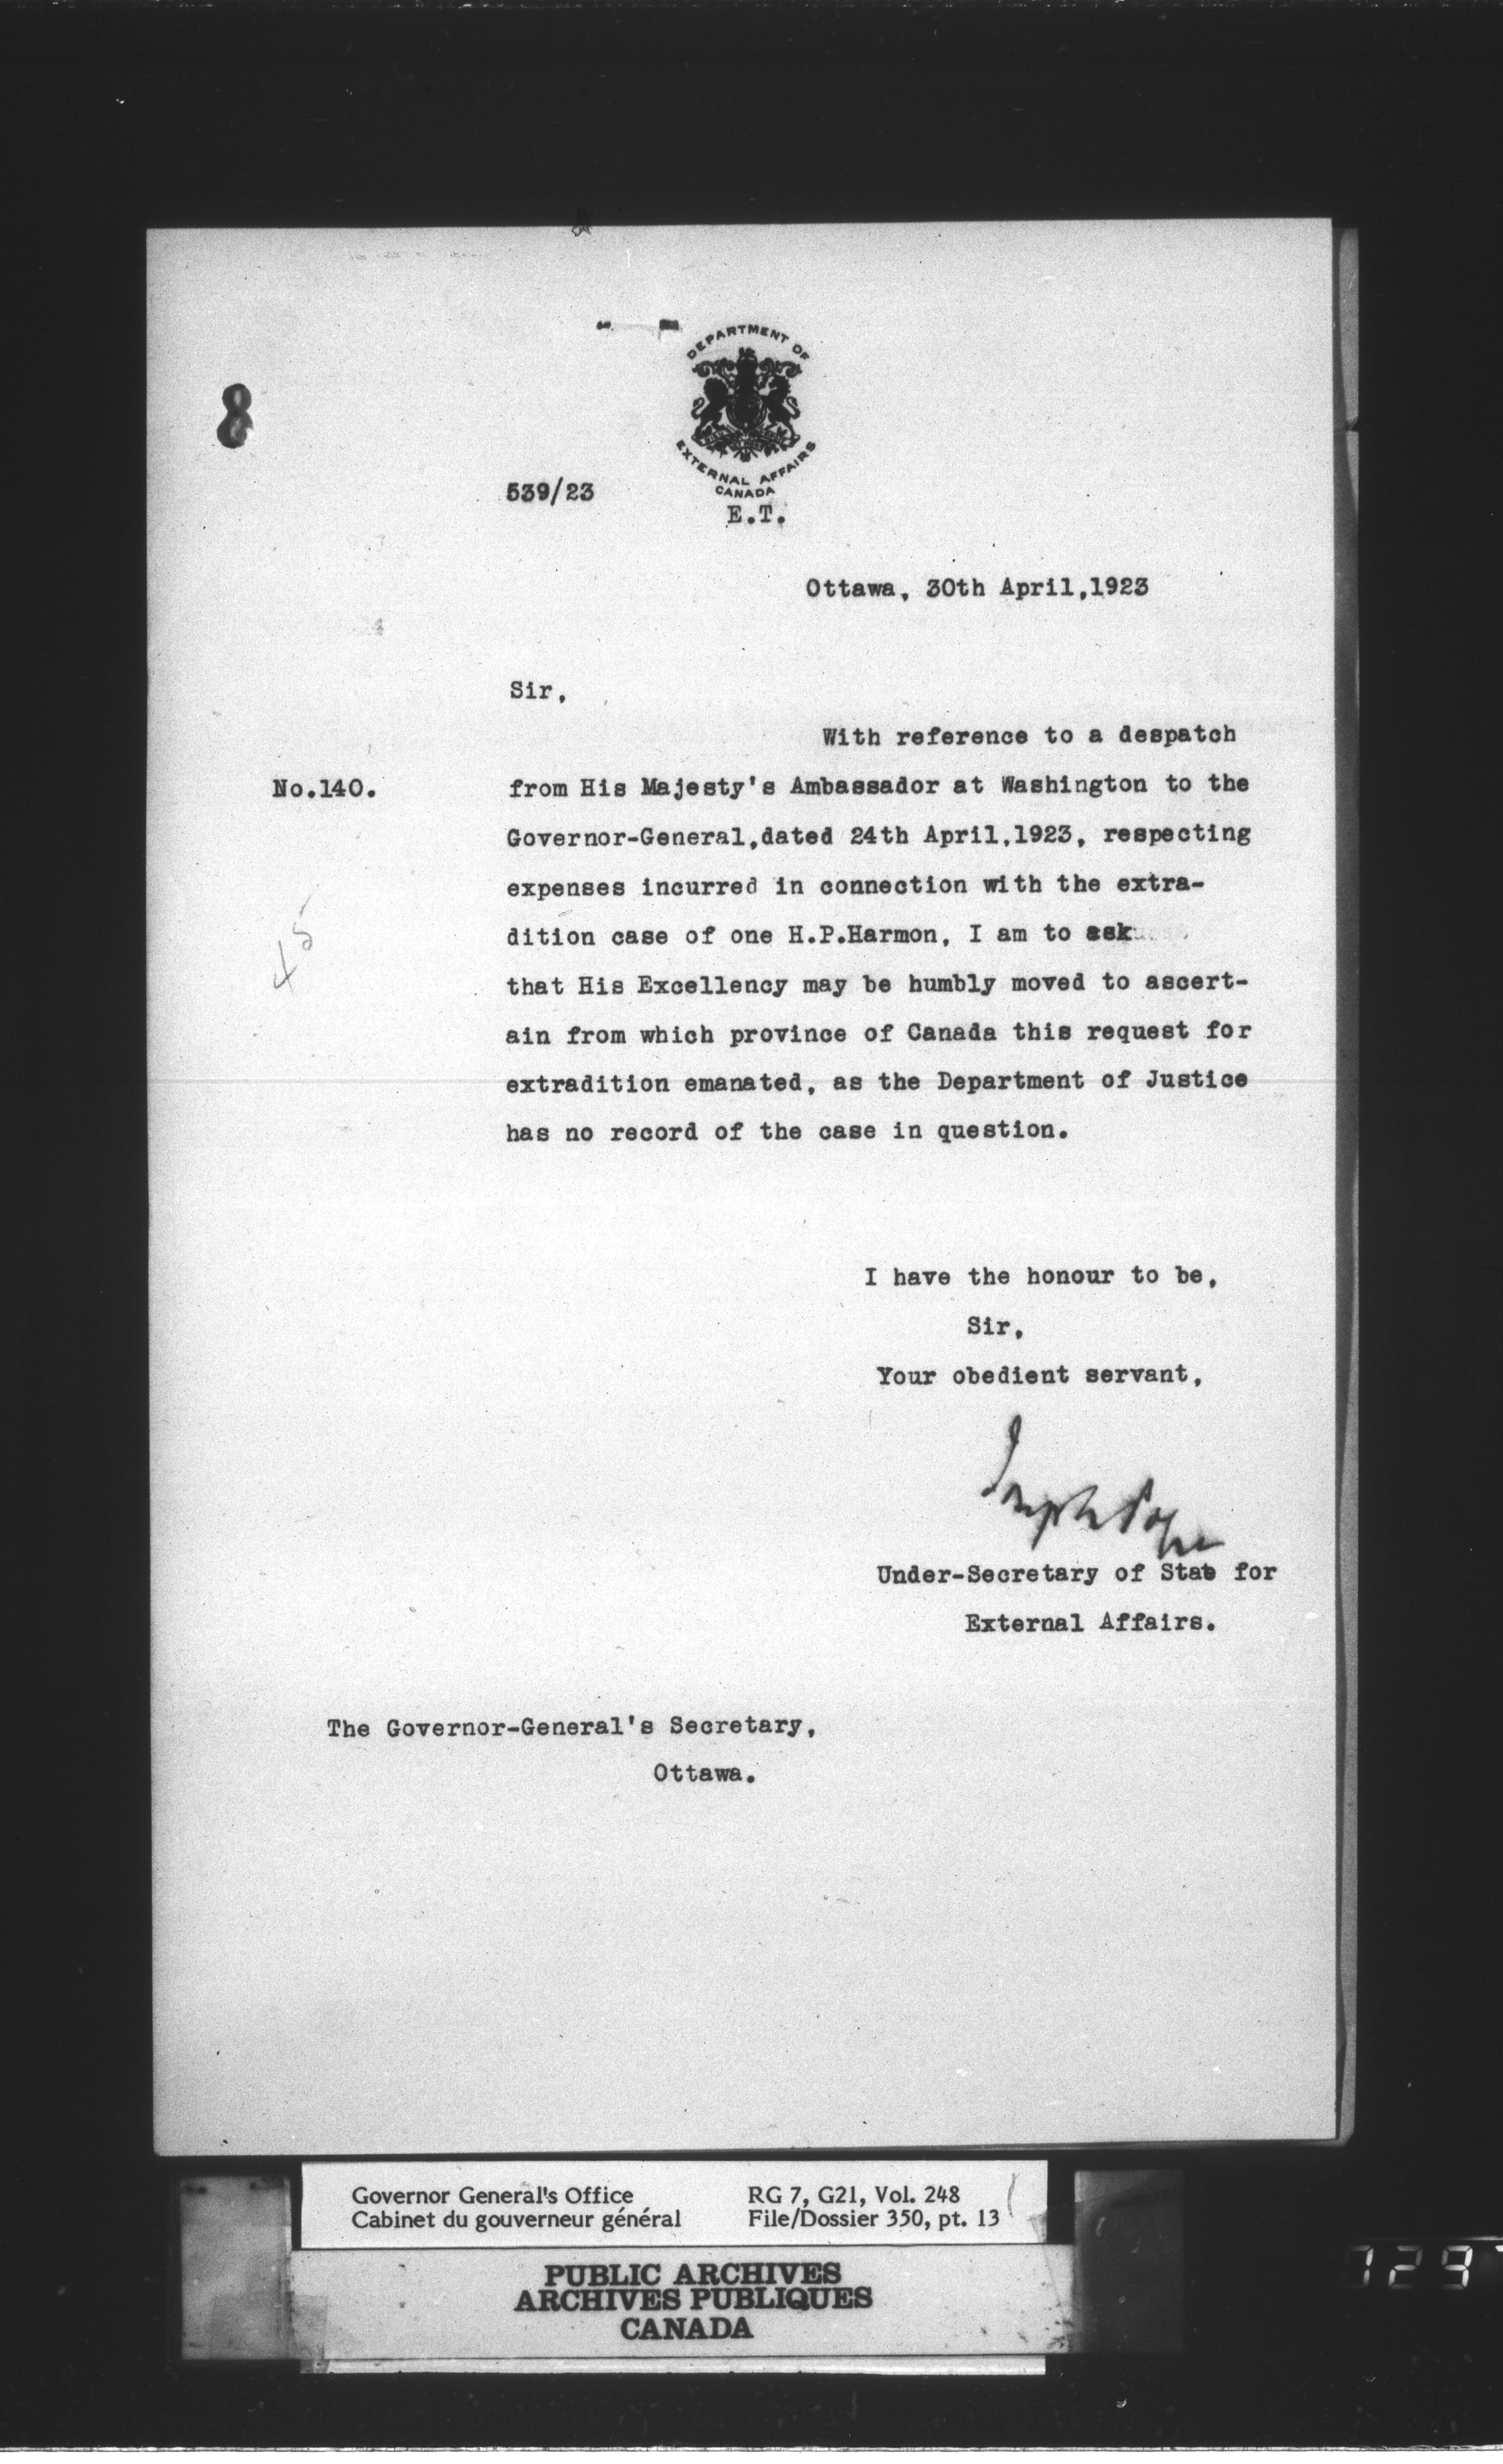 8
DEPARTMENT OF
EXTERNAL AFFAIRS
CANADA
539/23
E.T.
Ottawa, 30th April,1923
Sir,
With reference to a despatch
No.140. from His Majesty's Ambassador at Washington to the
Governor-General,dated 24th April,1923, respecting
expenses incurred in connection with the extra-
45
dition case of one H.P.Harmon, I am to ask
that His Excellency may be humbly moved to ascert-
ain from which province of Canada this request for
extradition emanated, as the Department of Justice
has no record of the case in question.
I have the honour to be,
Sir,
Your obedient servant,
Joseph Pope
Under-Secretary of State for
External Affairs.
The Governor-General's Secretary,
Ottawa.
Governor General's Office RG 7, G21, Vol. 248
Cabinet du gouverneur général File/Dossier 350, pt. 13
PUBLIC ARCHIVES
ARCHIVES PUBLIQUES
CANADA
729